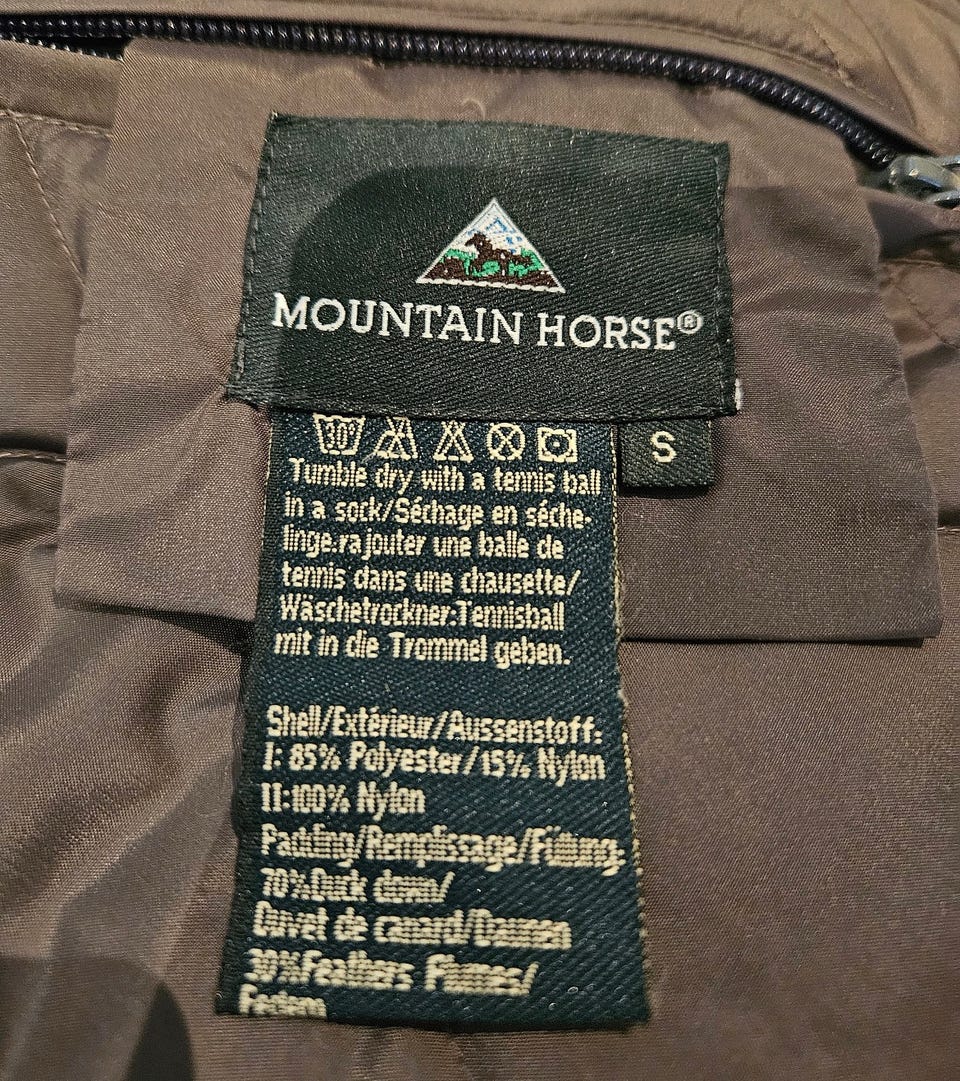 MOUNTAIN HORSE®
30°
S
Tumble dry with a tennis ball
in a sock/Séchage en séche-
linge.rajouter une balle de
tennis dans une chausette/
Wäschetrockner:Tennisball
mit in die Trommel geben.
Shell/Extérieur/Aussenstoff:
I: 85% Polyester/15% Nylon
II:100% Nylon
Padding/Remplissage/Füllung:
70%Duck down/
Duvet de canard/Daunen
30%Feathers Plumes/
Federn